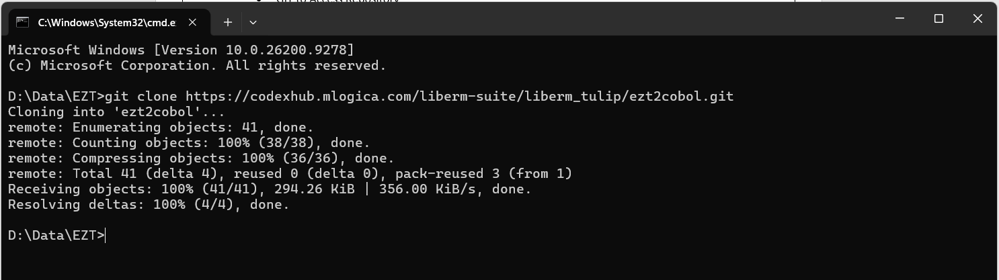 Git to Access Repository
C:\Windows\System32\cmd.e
Microsoft Windows [Version 10.0.26200.9278]
(c) Microsoft Corporation. All rights reserved.
D:\Data\EZT>git clone https://codexhub.mlogica.com/liberm-suite/liberm_tulip/ezt2cobol.git
Cloning into 'ezt2cobol'...
remote: Enumerating objects: 41, done.
remote: Counting objects: 100% (38/38), done.
remote: Compressing objects: 100% (36/36), done.
remote: Total 41 (delta 4), reused 0 (delta 0), pack-reused 3 (from 1)
Receiving objects: 100% (41/41), 294.26 KiB | 356.00 KiB/s, done.
Resolving deltas: 100% (4/4), done.
D:\Data\EZT>